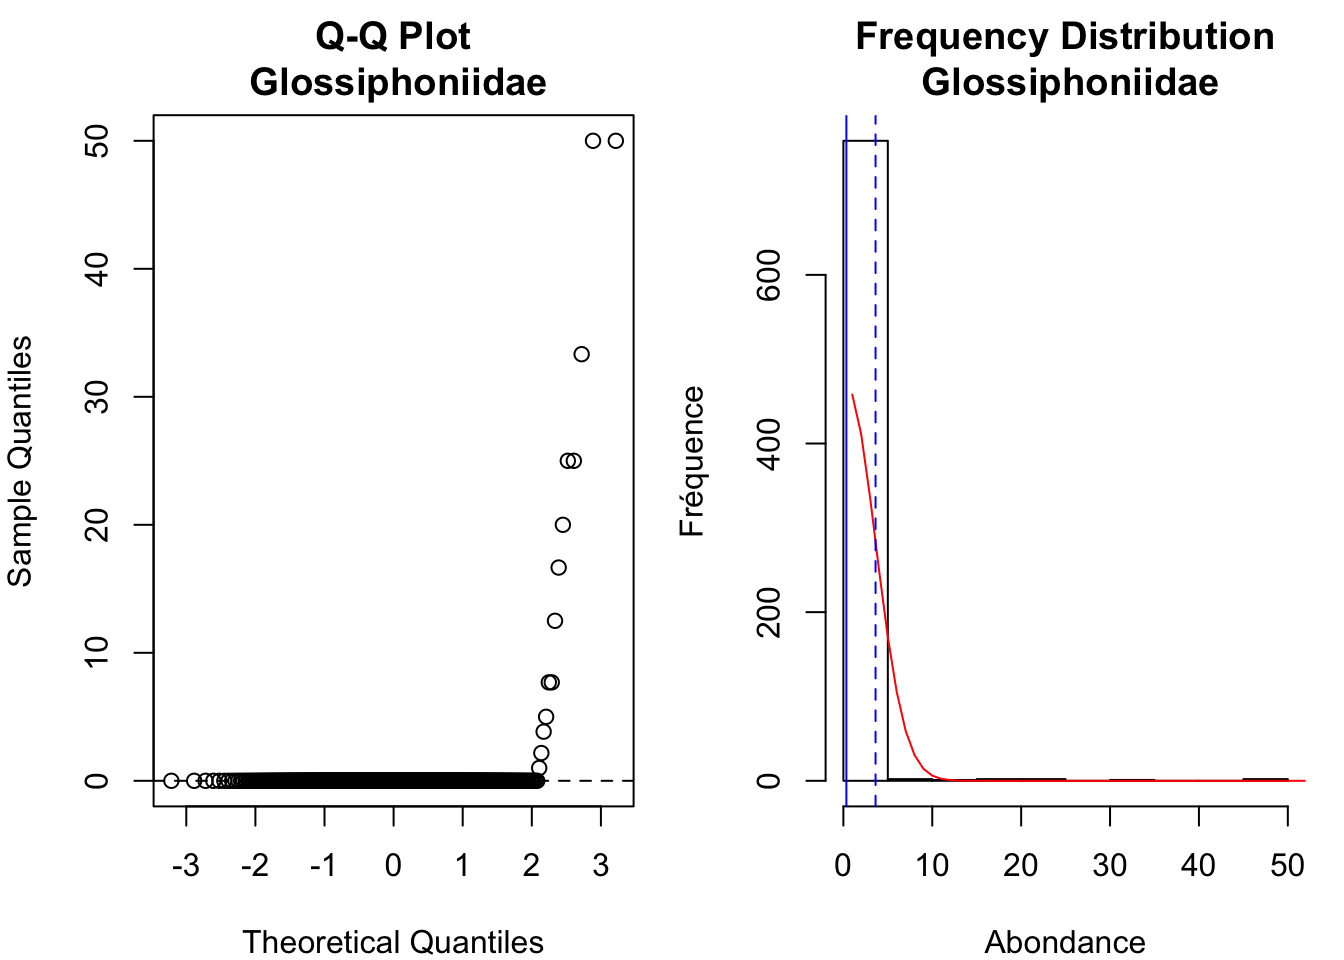 Q-Q Plot
Glossiphoniidae
50
40
30
20
10
0
Sample Quantiles
-3 -2 -1 0 1 2 3
Theoretical Quantiles
Frequency Distribution
Glossiphoniidae
600
400
200
0
Fréquence
0 10 20 30 40 50
Abondance